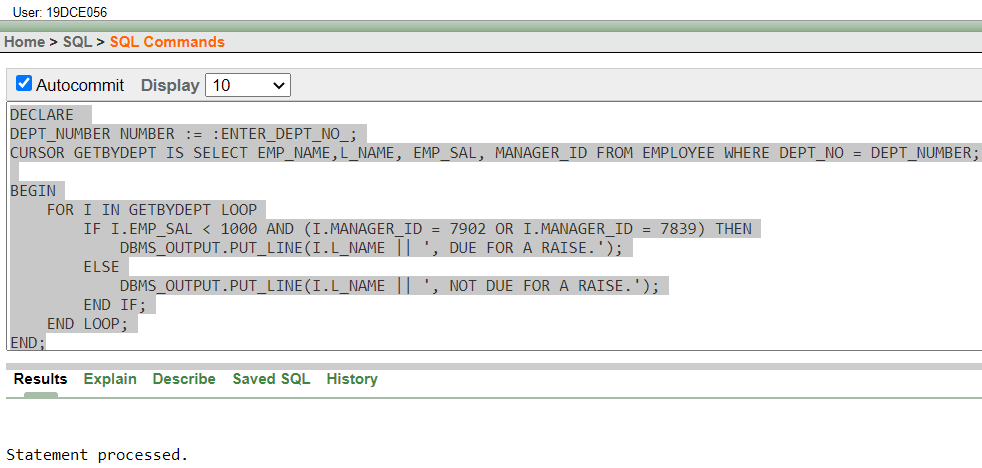 User: 19DCE056
Home > SQL > SQL Commands
Autocommit Display 10
DECLARE
DEPT_NUMBER NUMBER := :ENTER_DEPT_NO_;
CURSOR GETBYDEPT IS SELECT EMP_NAME,L_NAME, EMP_SAL, MANAGER_ID FROM EMPLOYEE WHERE DEPT_NO = DEPT_NUMBER;
BEGIN
FOR I IN GETBYDEPT LOOP
IF I.EMP_SAL < 1000 AND (I.MANAGER_ID = 7902 OR I.MANAGER_ID = 7839) THEN
DBMS_OUTPUT.PUT_LINE(I.L_NAME || ', DUE FOR A RAISE.');
ELSE
DBMS_OUTPUT.PUT_LINE(I.L_NAME || ', NOT DUE FOR A RAISE.');
END IF;
END LOOP;
END;
Results Explain Describe Saved SQL History
Statement processed.